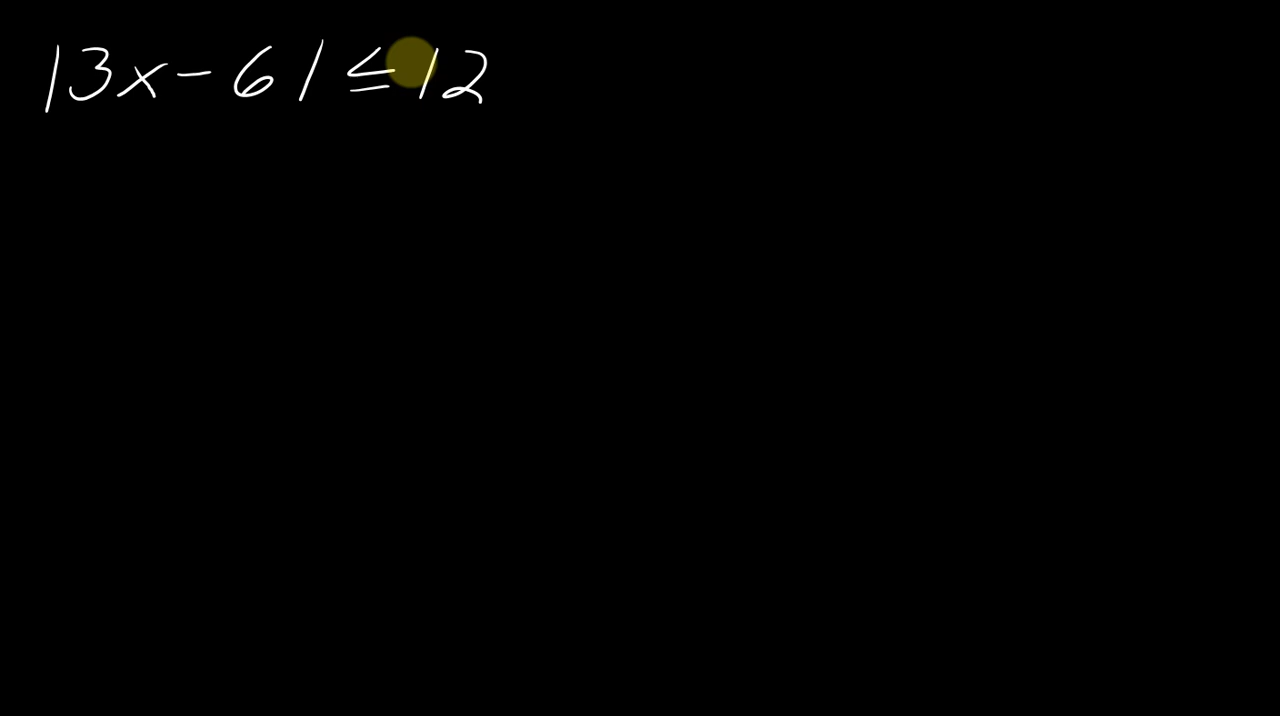 |3x - 6| ≤ 12